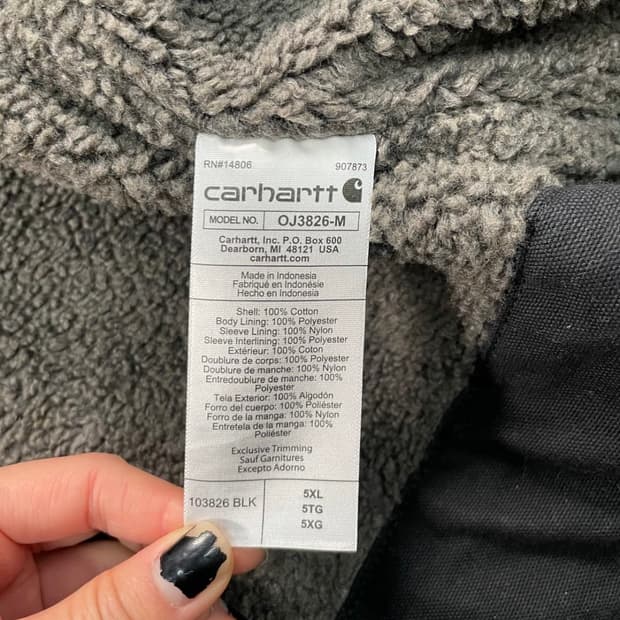 RN#14806 907873
carhartt
MODEL NO. OJ3826-M
Carhartt, Inc. P.O. Box 600
Dearborn, MI 48121 USA
carhartt.com
Made in Indonesia
Fabriqué en Indonésie
Hecho en Indonesia
Shell: 100% Cotton
Body Lining: 100% Polyester
Sleeve Lining: 100% Nylon
Sleeve Interlining: 100% Polyester
Extérieur: 100% Coton
Doublure de corps: 100% Polyester
Doublure de manche: 100% Nylon
Entredoublure de manche: 100%
Polyester
Tela Exterior: 100% Algodón
Forro del cuerpo: 100% Poliéster
Forro de la manga: 100% Nylon
Entretela de la manga: 100%
Poliéster
Exclusive Trimming
Sauf Garnitures
Excepto Adorno
103826 BLK
5XL
5TG
5XG